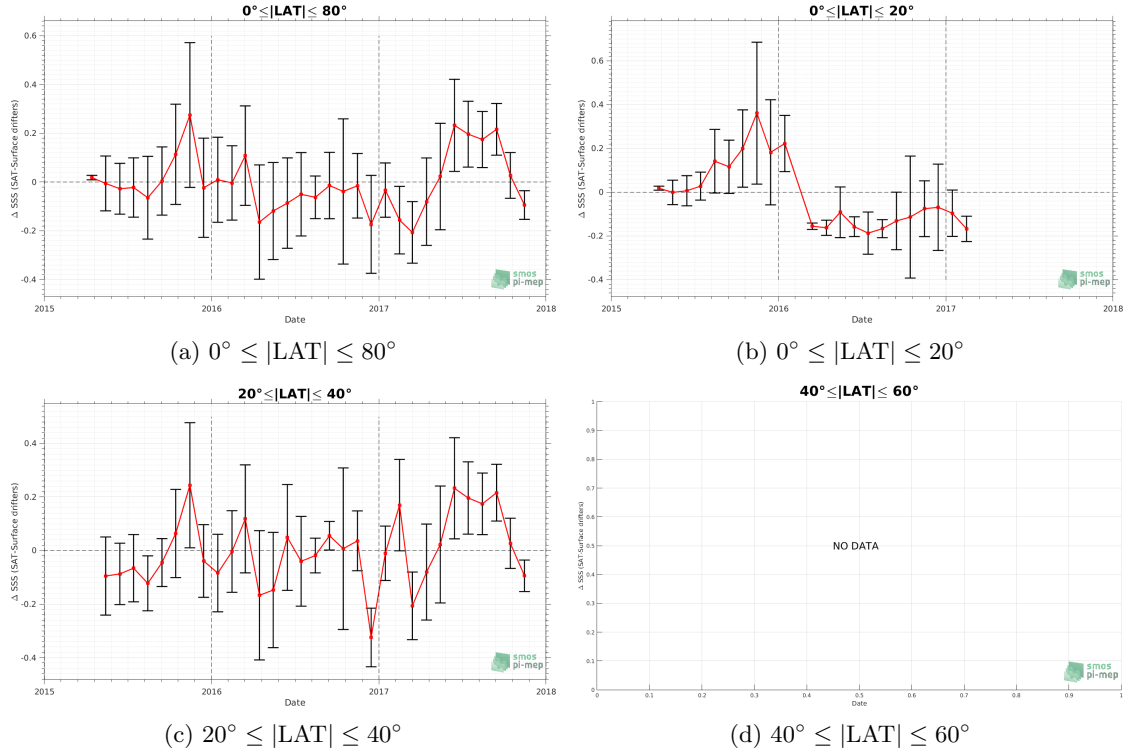 0°≤|LAT|≤ 80°
Δ SSS (SAT-Surface drifters)
0.6
0.4
0.2
0
-0.2
-0.4
2015
2016
2017
2018
Date
smos
pi-mep
(a) 0° ≤ |LAT| ≤ 80°
0°≤|LAT|≤ 20°
Δ SSS (SAT-Surface drifters)
0.6
0.4
0.2
0
-0.2
-0.4
2015
2016
2017
2018
Date
smos
pi-mep
(b) 0° ≤ |LAT| ≤ 20°
20°≤|LAT|≤ 40°
Δ SSS (SAT-Surface drifters)
0.4
0.2
0
-0.2
-0.4
2015
2016
2017
2018
Date
smos
pi-mep
(c) 20° ≤ |LAT| ≤ 40°
40°≤|LAT|≤ 60°
Δ SSS (SAT-Surface drifters)
1
0.9
0.8
0.7
0.6
0.5
0.4
0.3
0.2
0.1
0
NO DATA
0
0.1
0.2
0.3
0.4
0.5
0.6
0.7
0.8
0.9
1
Date
smos
pi-mep
(d) 40° ≤ |LAT| ≤ 60°